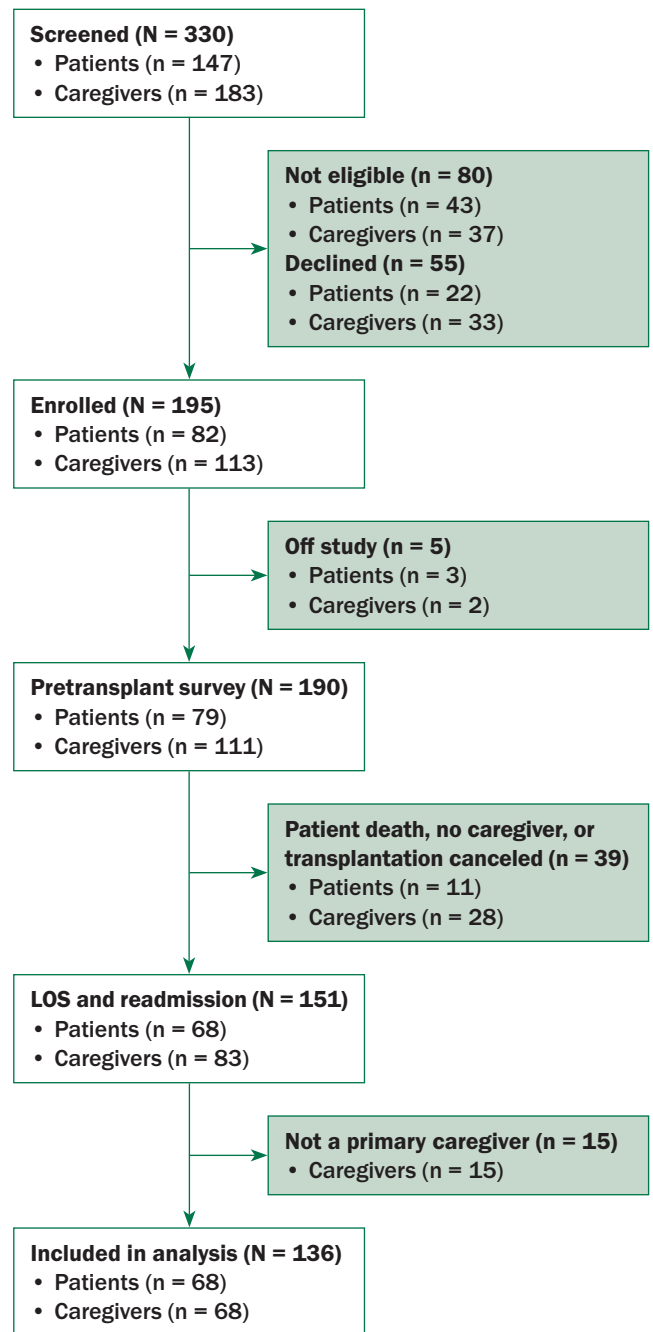 Screened (N = 330)
• Patients (n = 147)
• Caregivers (n = 183)
Not eligible (n = 80)
• Patients (n = 43)
• Caregivers (n = 37)
Declined (n = 55)
• Patients (n = 22)
• Caregivers (n = 33)
Enrolled (N = 195)
• Patients (n = 82)
• Caregivers (n = 113)
Off study (n = 5)
• Patients (n = 3)
• Caregivers (n = 2)
Pretransplant survey (N = 190)
• Patients (n = 79)
• Caregivers (n = 111)
Patient death, no caregiver, or
transplantation canceled (n = 39)
• Patients (n = 11)
• Caregivers (n = 28)
LOS and readmission (N = 151)
• Patients (n = 68)
• Caregivers (n = 83)
Not a primary caregiver (n = 15)
• Caregivers (n = 15)
Included in analysis (N = 136)
• Patients (n = 68)
• Caregivers (n = 68)